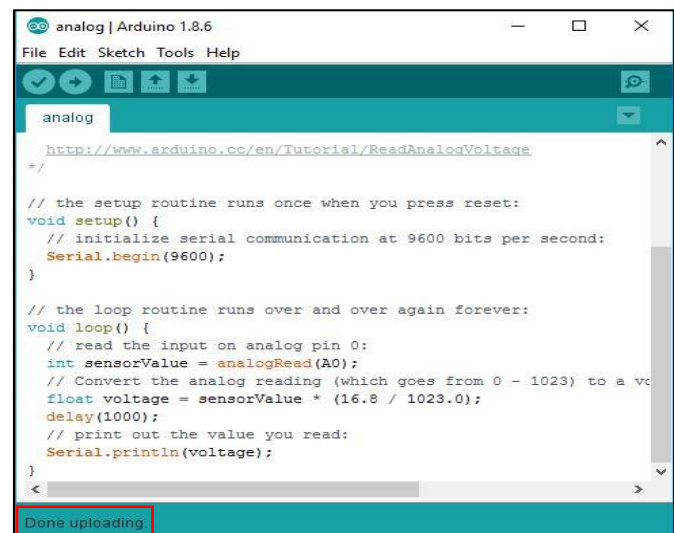 analog | Arduino 1.8.6
File Edit Sketch Tools Help
analog
http://www.arduino.cc/en/Tutorial/ReadAnalogVoltage
*/
// the setup routine runs once when you press reset:
void setup() {
// initialize serial communication at 9600 bits per second:
Serial.begin(9600);
}
// the loop routine runs over and over again forever:
void loop() {
// read the input on analog pin 0:
int sensorValue = analogRead(A0);
// Convert the analog reading (which goes from 0 - 1023) to a vo
float voltage = sensorValue * (16.8 / 1023.0);
delay(1000);
// print out the value you read:
Serial.println(voltage);
}
Done uploading.